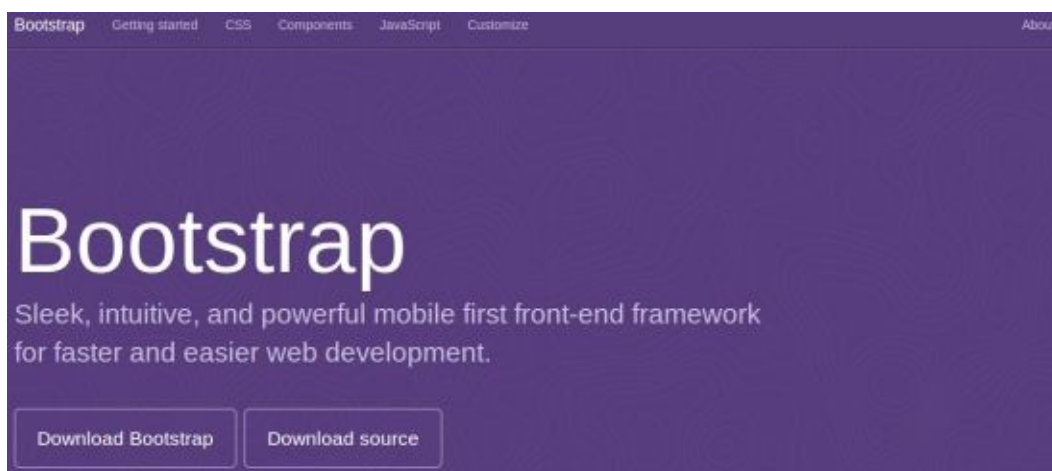 Bootstrap Getting started CSS Components JavaScript Customize Abou
Bootstrap
Sleek, intuitive, and powerful mobile first front-end framework
for faster and easier web development.
Download Bootstrap Download source